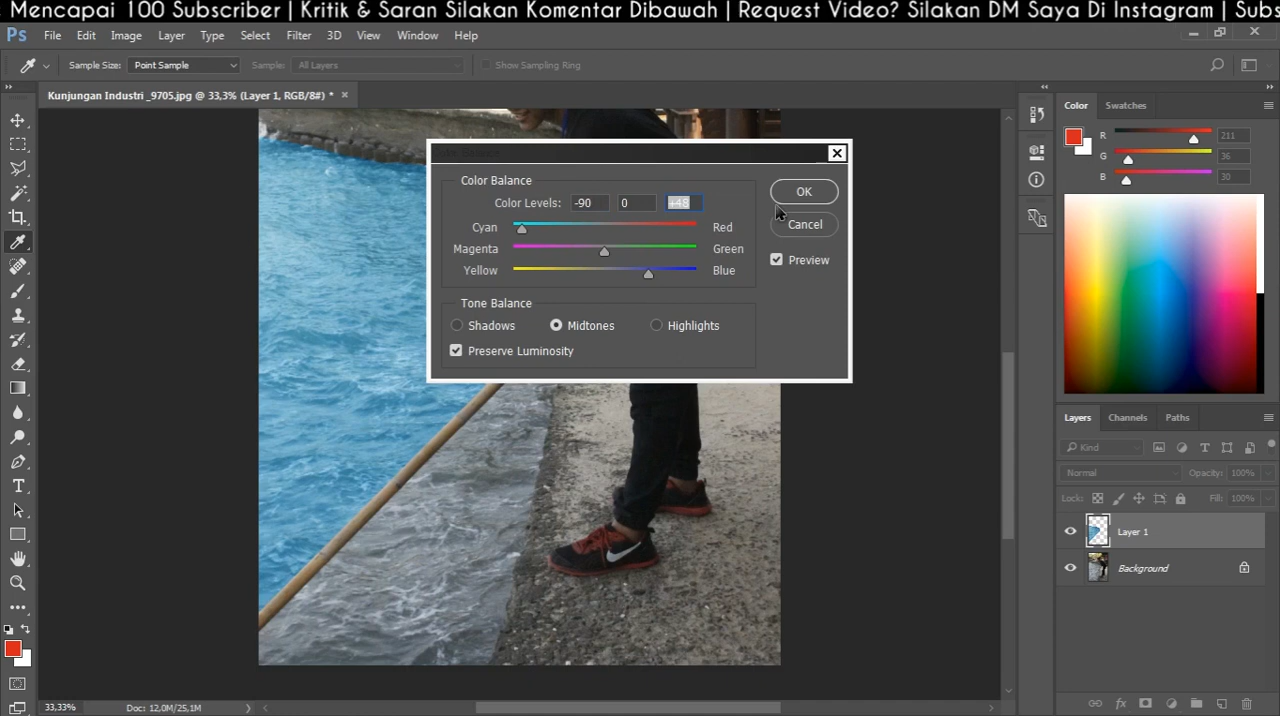 Mencapai 100 Subscriber | Kritik & Saran Silakan Komentar Dibawah | Request Video? Silakan DM Saya Di Instagram | Subs
Ps File Edit Image Layer Type Select Filter 3D View Window Help
Sample Size: Point Sample Sample: All Layers Show Sampling Ring
Kunjungan Industri _9705.jpg @ 33,3% (Layer 1, RGB/8#) *
Color Swatches
R 211
G 36
B 30
Color Balance
Color Levels: -90 0 +48
Cyan Red
Magenta Green
Yellow Blue
Tone Balance
Shadows Midtones Highlights
Preserve Luminosity
OK
Cancel
Preview
Layers Channels Paths
Kind
Normal Opacity: 100%
Lock: Fill: 100%
Layer 1
Background
33,33% Doc: 12,0M/25,1M